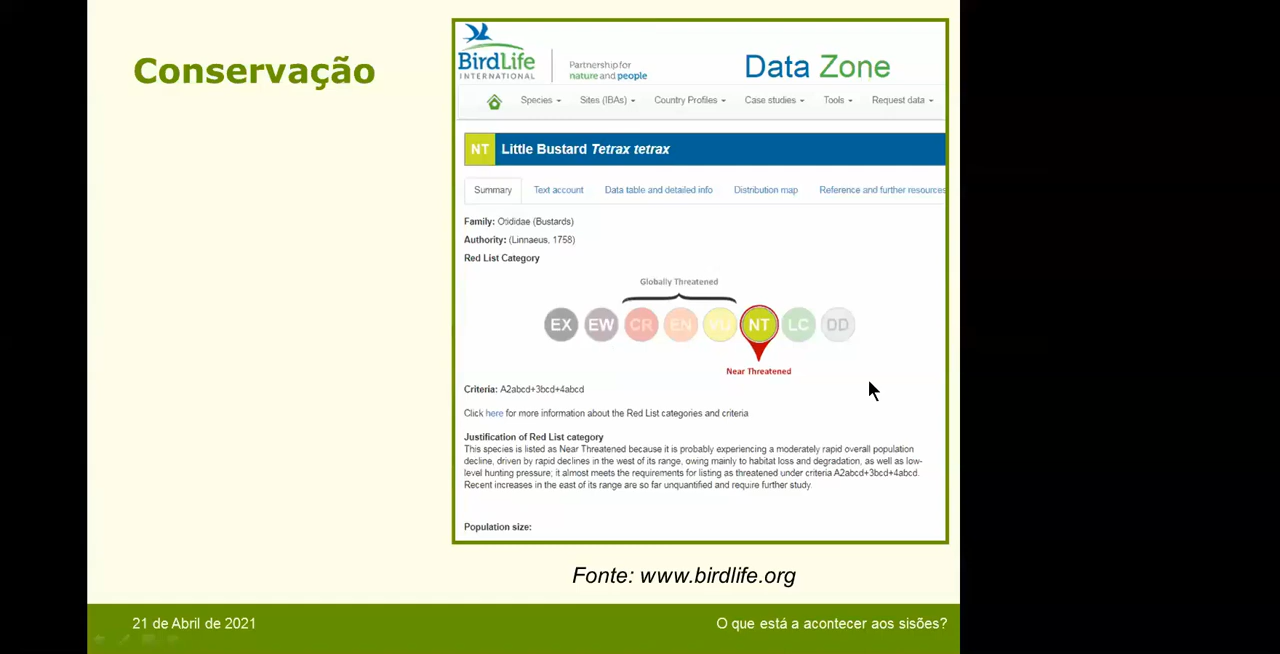 Conservação
BirdLife
INTERNATIONAL
Partnership for
nature and people
Data Zone
Species
Sites (IBAs)
Country Profiles
Case studies
Tools
Request data
NT Little Bustard Tetrax tetrax
Summary
Text account
Data table and detailed info
Distribution map
Reference and further resources
Family: Otididae (Bustards)
Authority: (Linnaeus, 1758)
Red List Category
Globally Threatened
EX EW CR EN VU NT LC DD
Near Threatened
Criteria: A2abcd+3bcd+4abcd
Click here for more information about the Red List categories and criteria
Justification of Red List category
This species is listed as Near Threatened because it is probably experiencing a moderately rapid overall population
decline, driven by rapid declines in the west of its range, owing mainly to habitat loss and degradation, as well as low-
level hunting pressure; it almost meets the requirements for listing as threatened under criteria A2abcd+3bcd+4abcd.
Recent increases in the east of its range are so far unquantified and require further study.
Population size:
Fonte: www.birdlife.org
21 de Abril de 2021
O que está a acontecer aos sisões?